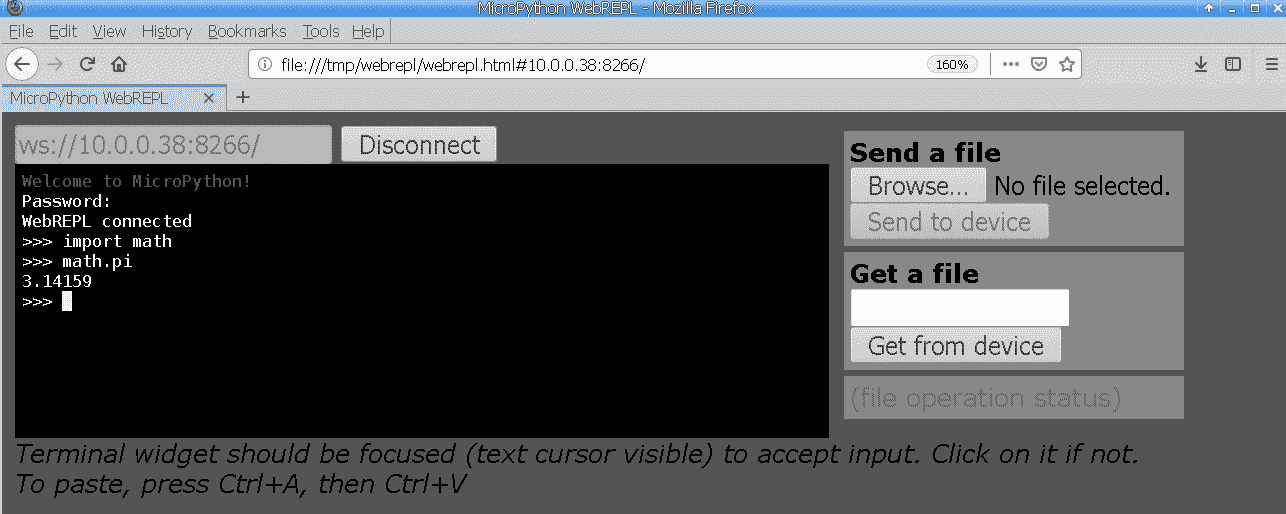 MicroPython WebREPL - Mozilla Firefox
File Edit View History Bookmarks Tools Help
file:///tmp/webrepl/webrepl.html#10.0.0.38:8266/ 160%
MicroPython WebREPL
ws://10.0.0.38:8266/ Disconnect
Welcome to MicroPython!
Password:
WebREPL connected
>>> import math
>>> math.pi
3.14159
>>>
Send a file
Browse... No file selected.
Send to device
Get a file
Get from device
(file operation status)
Terminal widget should be focused (text cursor visible) to accept input. Click on it if not.
To paste, press Ctrl+A, then Ctrl+V